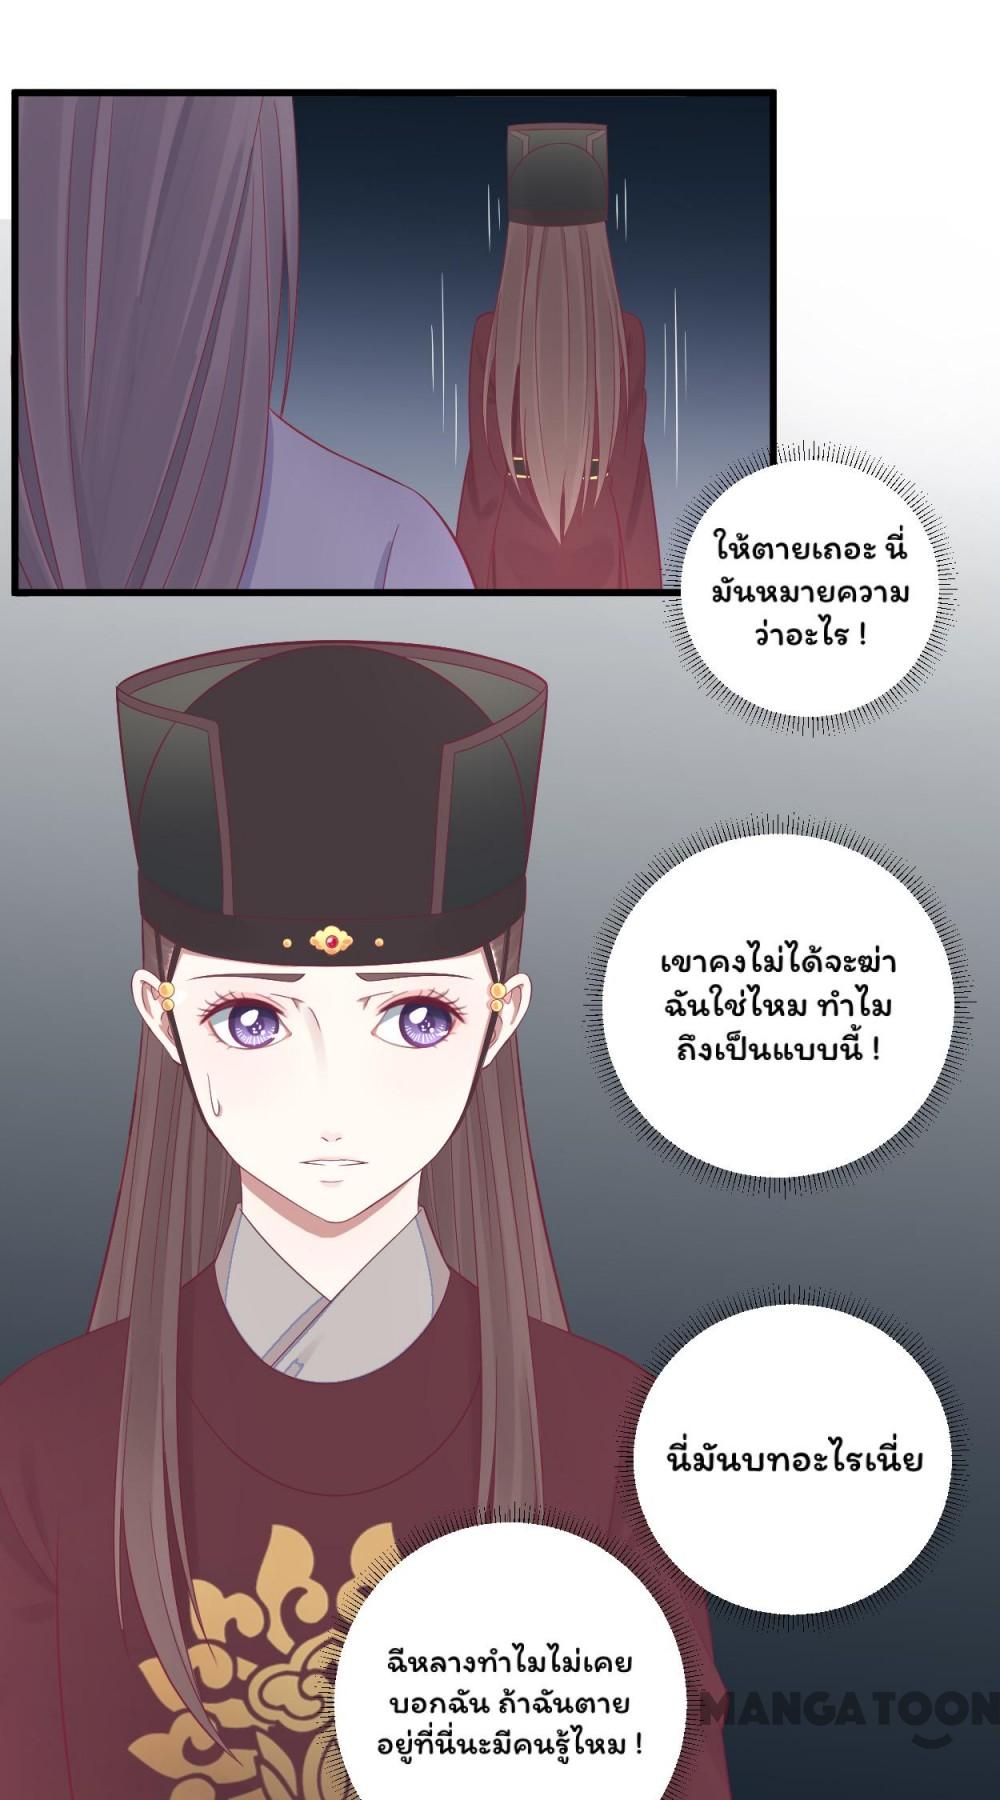 ให้ตายเถอะ นี่
มันหมายความ
ว่าอะไร !
เขาคงไม่ได้จะฆ่า
ฉันใช่ไหม ทำไม
ถึงเป็นแบบนี้ !
นี่มันบทอะไรเนี่ย
ฉีหลางทำไมไม่เคย
บอกฉัน ถ้าฉันตาย
อยู่ที่นี่นะมีคนรู้ไหม !
MANGA TOON